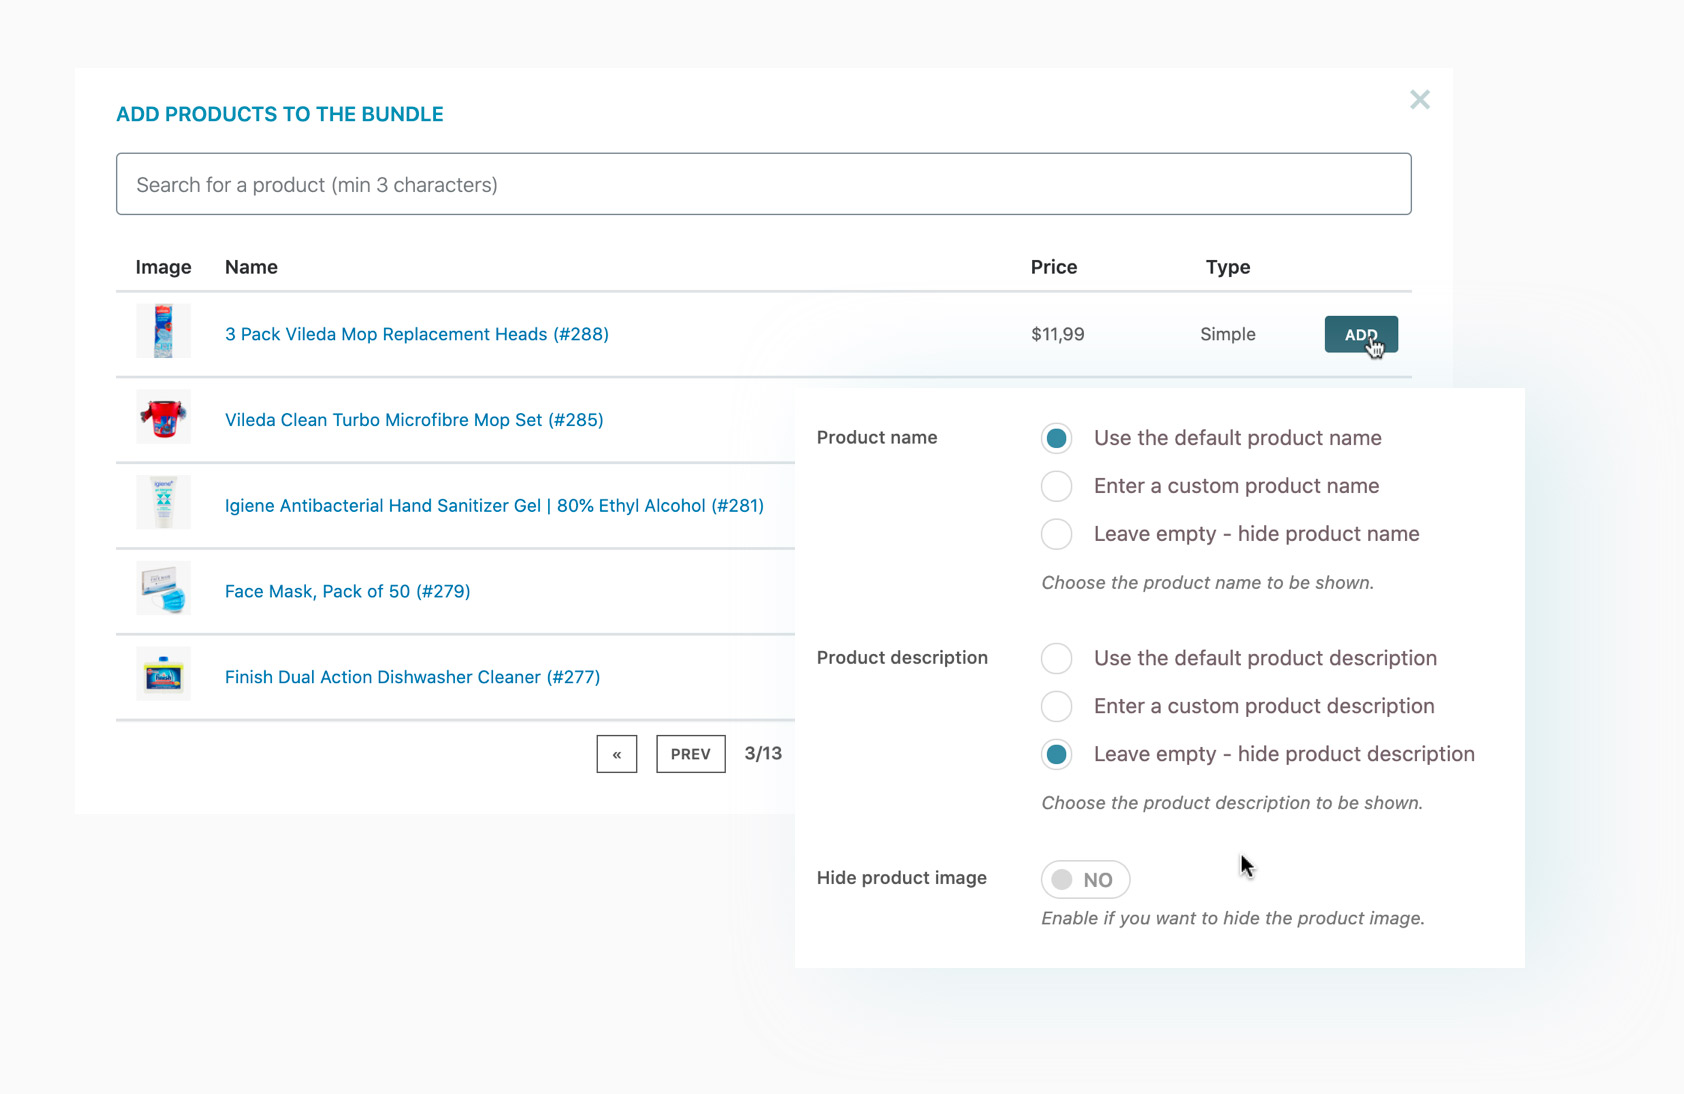 ADD PRODUCTS TO THE BUNDLE
Search for a product (min 3 characters)
Image Name Price Type
3 Pack Vileda Mop Replacement Heads (#288) $11,99 Simple ADD
Vileda Clean Turbo Microfibre Mop Set (#285)
Igiene Antibacterial Hand Sanitizer Gel | 80% Ethyl Alcohol (#281)
Face Mask, Pack of 50 (#279)
Finish Dual Action Dishwasher Cleaner (#277)
« PREV 3/13
Product name
Use the default product name
Enter a custom product name
Leave empty - hide product name
Choose the product name to be shown.
Product description
Use the default product description
Enter a custom product description
Leave empty - hide product description
Choose the product description to be shown.
Hide product image
NO
Enable if you want to hide the product image.